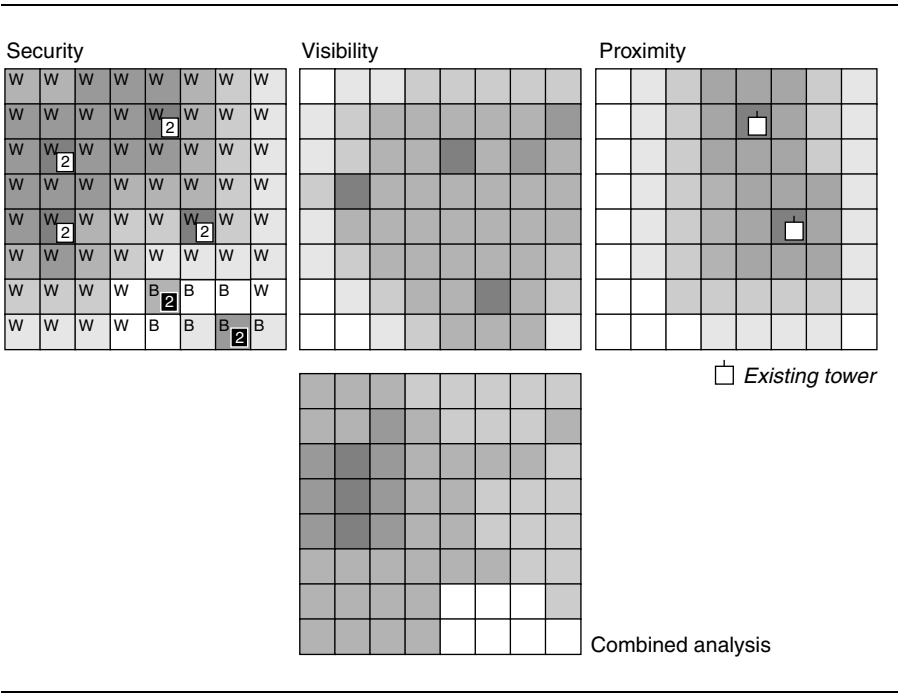 Security
Visibility
Proximity
W W W W W W W W
W W W W W W W W
2
W W W W W W W W
2
W W W W W W W W
W W W W W W W W
2 2
W W W W W W W W
W W W W B B B W
2
W W W W B B B B
2
Existing tower
Combined analysis